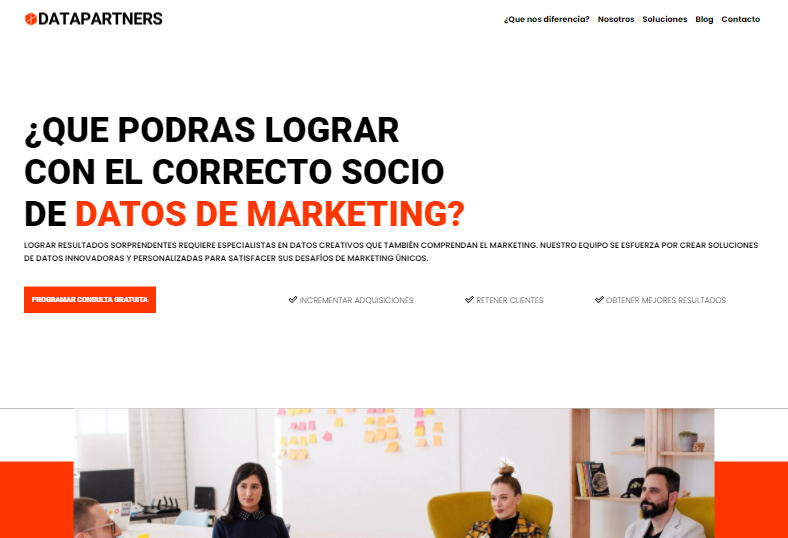 DATAPARTNERS
¿Que nos diferencia? Nosotros Soluciones Blog Contacto
¿QUE PODRAS LOGRAR
CON EL CORRECTO SOCIO
DE DATOS DE MARKETING?
LOGRAR RESULTADOS SORPRENDENTES REQUIERE ESPECIALISTAS EN DATOS CREATIVOS QUE TAMBIÉN COMPRENDAN EL MARKETING. NUESTRO EQUIPO SE ESFUERZA POR CREAR SOLUCIONES
DE DATOS INNOVADORAS Y PERSONALIZADAS PARA SATISFACER SUS DESAFÍOS DE MARKETING ÚNICOS.
PROGRAMAR CONSULTA GRATUITA
INCREMENTAR ADQUISICIONES
RETENER CLIENTES
OBTENER MEJORES RESULTADOS